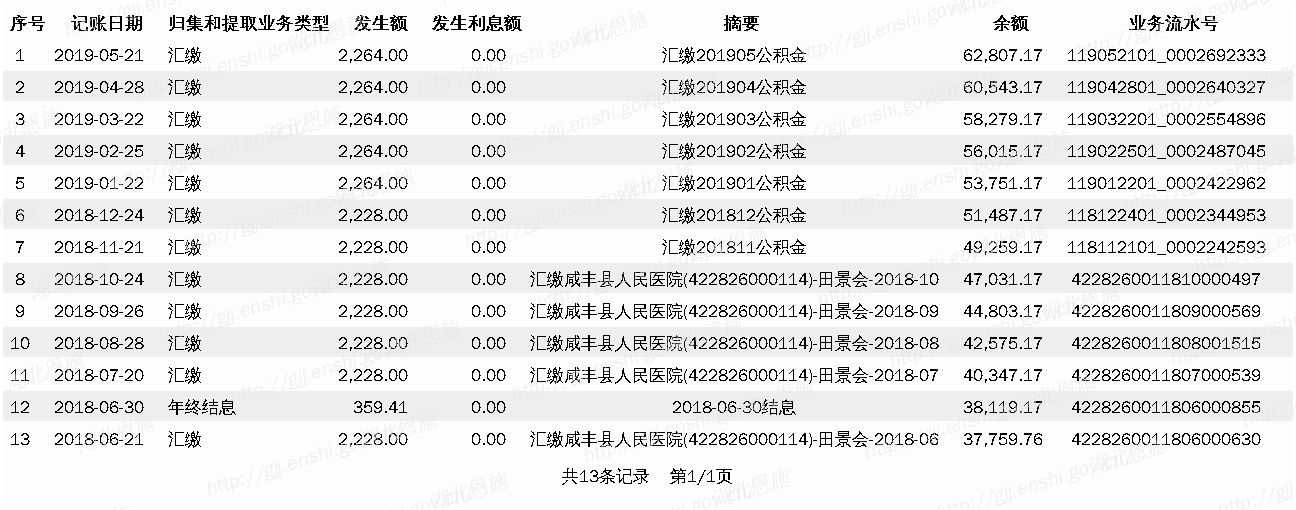 序号 记账日期 归集和提取业务类型 发生额 发生利息额 摘要 余额 业务流水号
1 2019-05-21 汇缴 2,264.00 0.00 汇缴201905公积金 62,807.17 119052101_0002692333
2 2019-04-28 汇缴 2,264.00 0.00 汇缴201904公积金 60,543.17 119042801_0002640327
3 2019-03-22 汇缴 2,264.00 0.00 汇缴201903公积金 58,279.17 119032201_0002554896
4 2019-02-25 汇缴 2,264.00 0.00 汇缴201902公积金 56,015.17 119022501_0002487045
5 2019-01-22 汇缴 2,264.00 0.00 汇缴201901公积金 53,751.17 119012201_0002422962
6 2018-12-24 汇缴 2,228.00 0.00 汇缴201812公积金 51,487.17 118122401_0002344953
7 2018-11-21 汇缴 2,228.00 0.00 汇缴201811公积金 49,259.17 118112101_0002242593
8 2018-10-24 汇缴 2,228.00 0.00 汇缴咸丰县人民医院(422826000114)-田景会-2018-10 47,031.17 4228260011810000497
9 2018-09-26 汇缴 2,228.00 0.00 汇缴咸丰县人民医院(422826000114)-田景会-2018-09 44,803.17 4228260011809000569
10 2018-08-28 汇缴 2,228.00 0.00 汇缴咸丰县人民医院(422826000114)-田景会-2018-08 42,575.17 4228260011808001515
11 2018-07-20 汇缴 2,228.00 0.00 汇缴咸丰县人民医院(422826000114)-田景会-2018-07 40,347.17 4228260011807000539
12 2018-06-30 年终结息 359.41 0.00 2018-06-30结息 38,119.17 4228260011806000855
13 2018-06-21 汇缴 2,228.00 0.00 汇缴咸丰县人民医院(422826000114)-田景会-2018-06 37,759.76 4228260011806000630
共13条记录 第1/1页